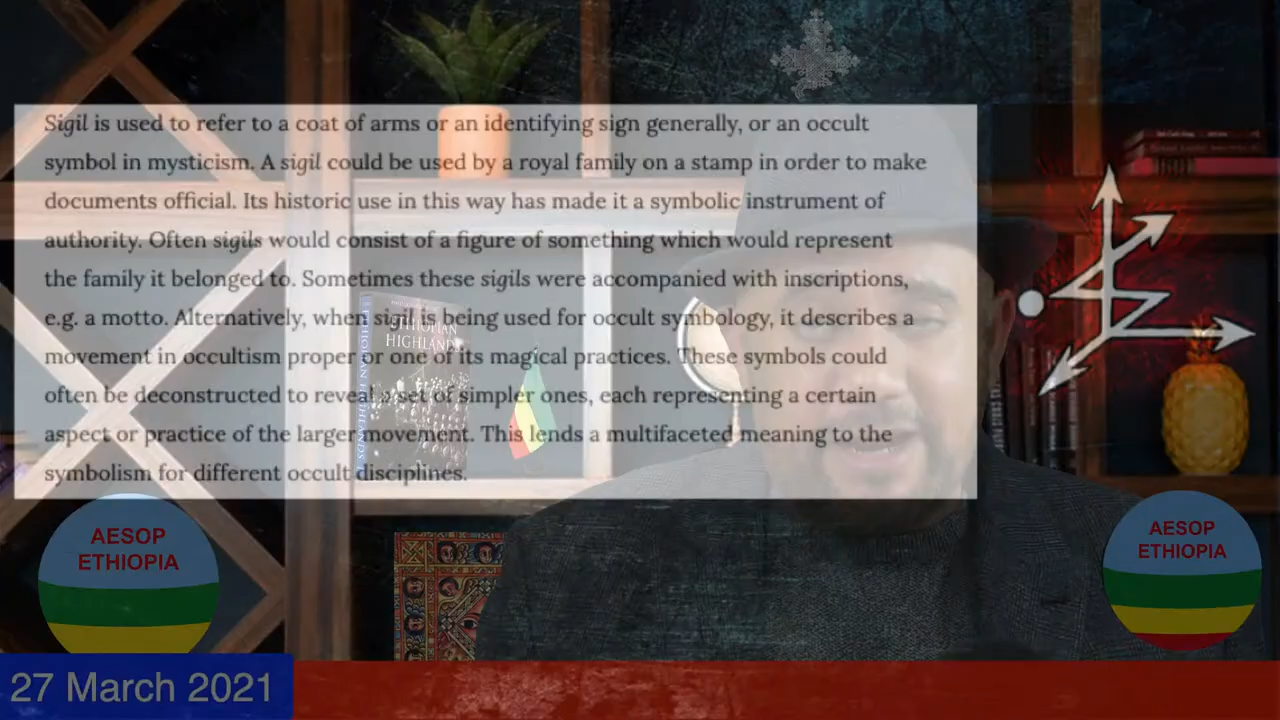 Sigil is used to refer to a coat of arms or an identifying sign generally, or an occult
symbol in mysticism. A sigil could be used by a royal family on a stamp in order to make
documents official. Its historic use in this way has made it a symbolic instrument of
authority. Often sigils would consist of a figure of something which would represent
the family it belonged to. Sometimes these sigils were accompanied with inscriptions,
e.g. a motto. Alternatively, when sigil is being used for occult symbology, it describes a
movement in occultism proper or one of its magical practices. These symbols could
often be deconstructed to reveal a set of simpler ones, each representing a certain
aspect or practice of the larger movement. This lends a multifaceted meaning to the
symbolism for different occult disciplines.
ETHIOPIAN
HIGHLANDS
ETHIOPIAN HIGHLANDS
AESOP
ETHIOPIA
AESOP
ETHIOPIA
27 March 2021